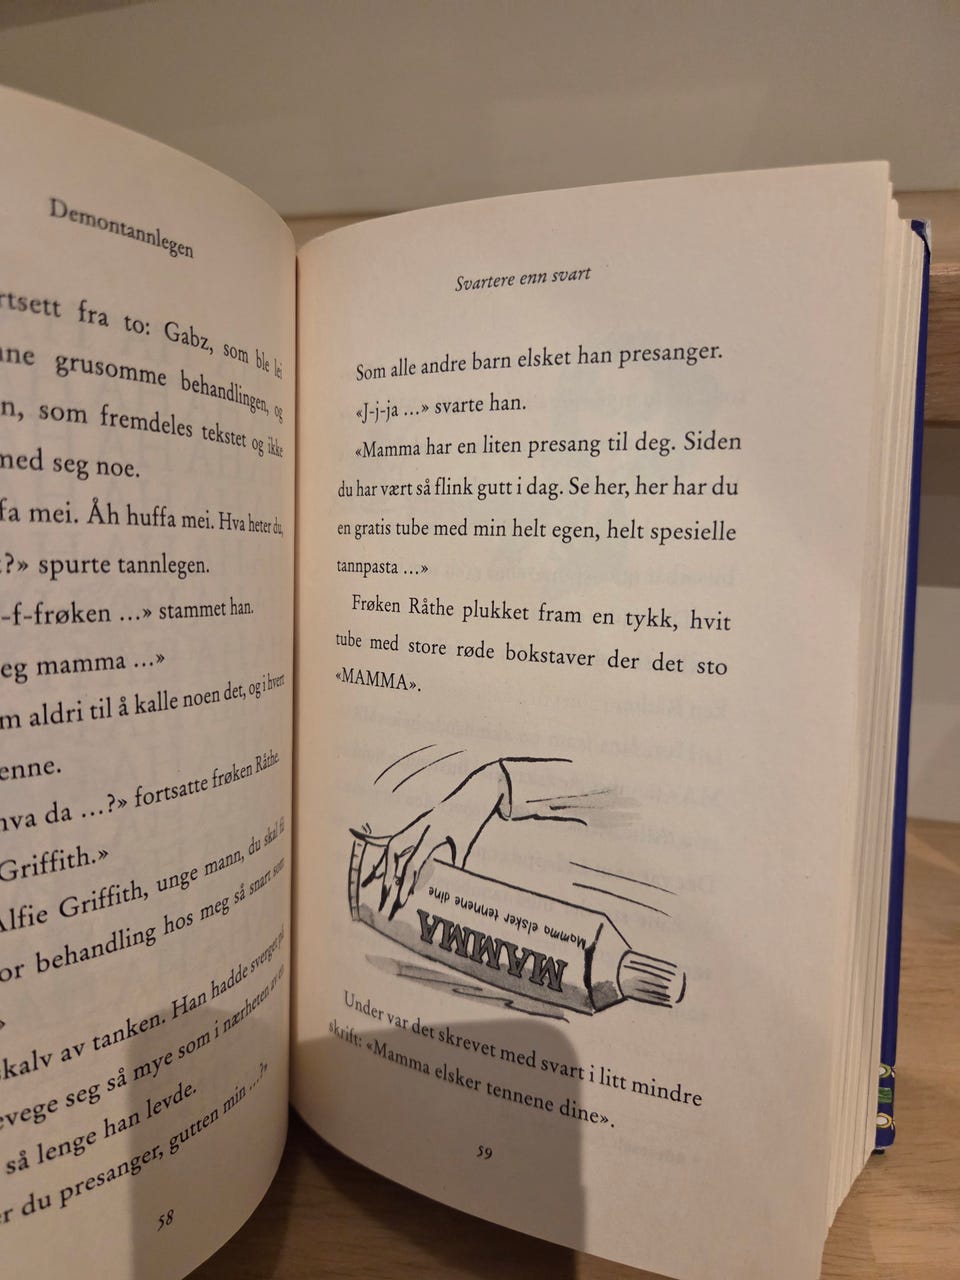 Demontannlegen
fra to: Gabz, som ble lei
grusomme behandlingen, og
som fremdeles tekstet og ikke
med seg noe.
mei. Åh huffa mei. Hva heter du,
?» spurte tannlegen.
-f-frøken …» stammet han.
mamma …»
aldri til å kalle noen det, og i hvert
hva da …?» fortsatte frøken Råthe.
Griffith.»
Alfie Griffith, unge mann, du skal få
behandling hos meg så snart som
»
skalv av tanken. Han hadde sverget på
seg så mye som i nærheten av en
så lenge han levde.
du presanger, gutten min …?»
58
Svartere enn svart
Som alle andre barn elsket han presanger.
«J-j-ja …» svarte han.
«Mamma har en liten presang til deg. Siden
du har vært så flink gutt i dag. Se her, her har du
en gratis tube med min helt egen, helt spesielle
tannpasta …»
Frøken Råthe plukket fram en tykk, hvit
tube med store røde bokstaver der det sto
«MAMMA».
MAMMA
Mamma elsker tennene dine
Under var det skrevet med svart i litt mindre
skrift: «Mamma elsker tennene dine».
59